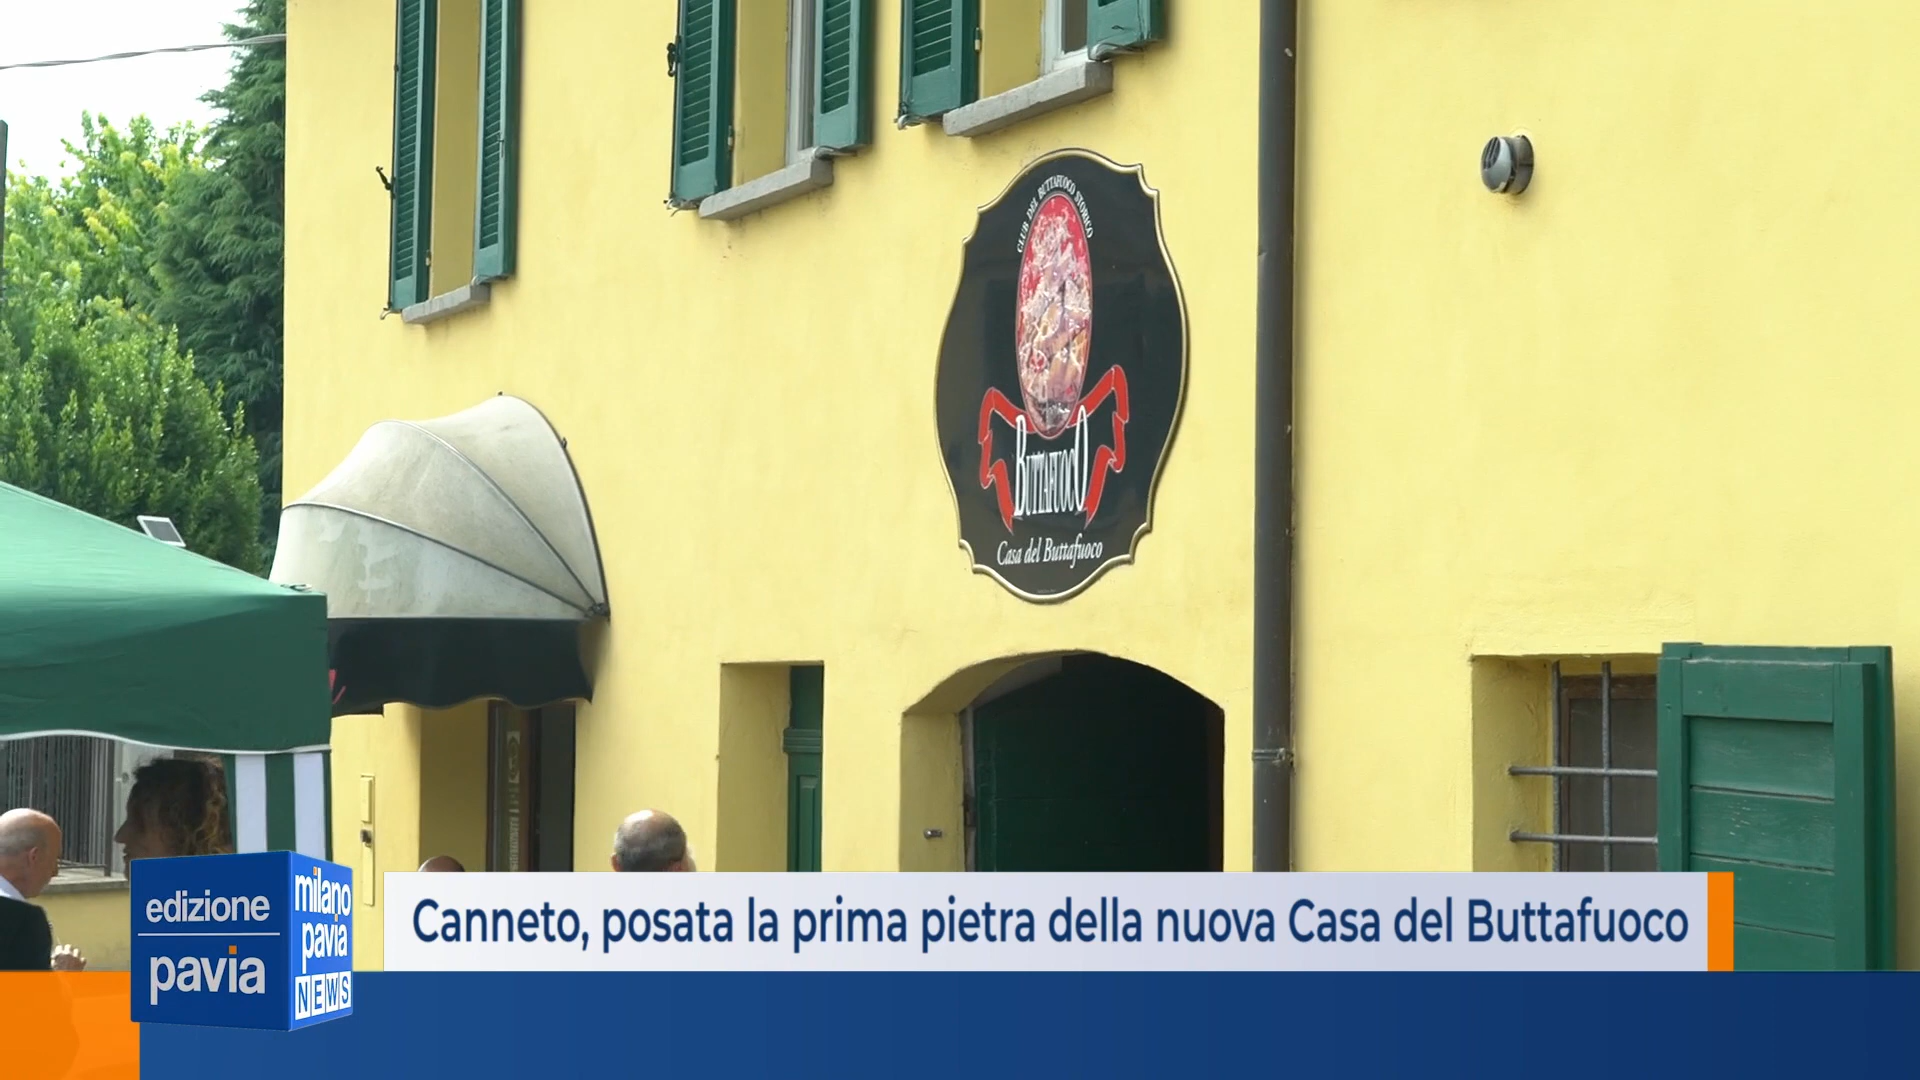 CLUB DEL BUTTAFUOCO STORICO
BUTTAFUOCO
Casa del Buttafuoco
edizione
pavia
milano
pavia
NEWS
Canneto, posata la prima pietra della nuova Casa del Buttafuoco